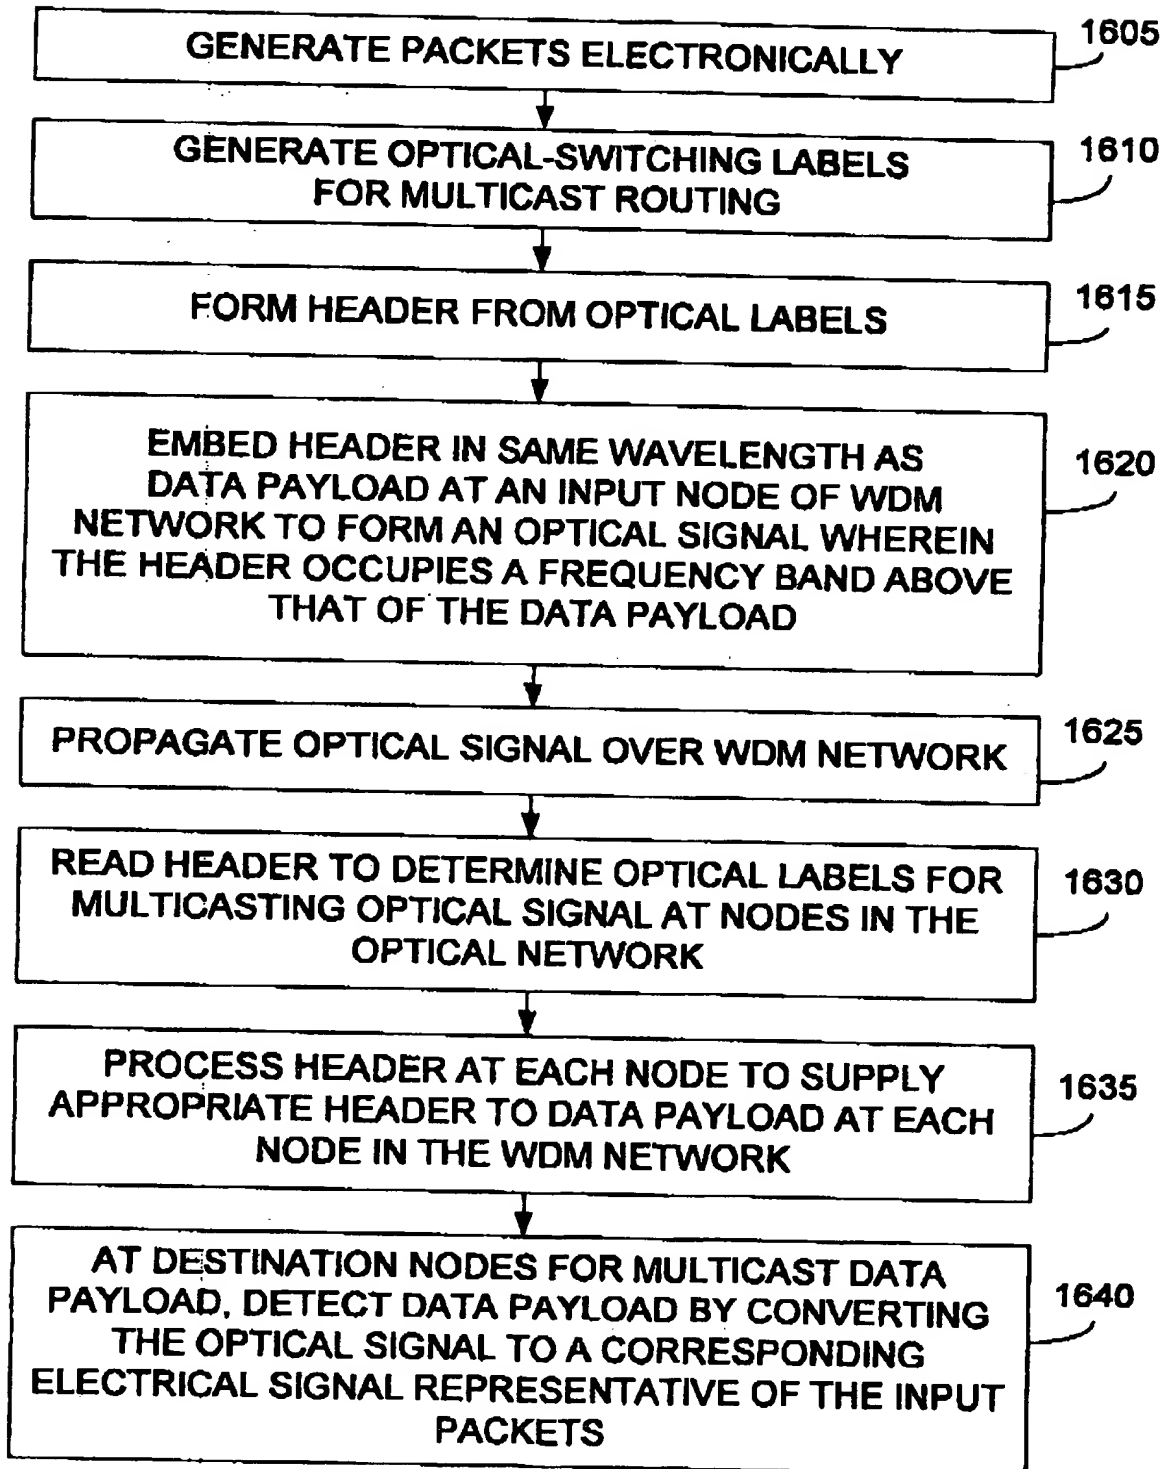 GENERATE PACKETS ELECTRONICALLY
1605
GENERATE OPTICAL-SWITCHING LABELS
FOR MULTICAST ROUTING
1610
FORM HEADER FROM OPTICAL LABELS
1615
EMBED HEADER IN SAME WAVELENGTH AS
DATA PAYLOAD AT AN INPUT NODE OF WDM
NETWORK TO FORM AN OPTICAL SIGNAL WHEREIN
THE HEADER OCCUPIES A FREQUENCY BAND ABOVE
THAT OF THE DATA PAYLOAD
1620
PROPAGATE OPTICAL SIGNAL OVER WDM NETWORK
1625
READ HEADER TO DETERMINE OPTICAL LABELS FOR
MULTICASTING OPTICAL SIGNAL AT NODES IN THE
OPTICAL NETWORK
1630
PROCESS HEADER AT EACH NODE TO SUPPLY
APPROPRIATE HEADER TO DATA PAYLOAD AT EACH
NODE IN THE WDM NETWORK
1635
AT DESTINATION NODES FOR MULTICAST DATA
PAYLOAD, DETECT DATA PAYLOAD BY CONVERTING
THE OPTICAL SIGNAL TO A CORRESPONDING
ELECTRICAL SIGNAL REPRESENTATIVE OF THE INPUT
PACKETS
1640